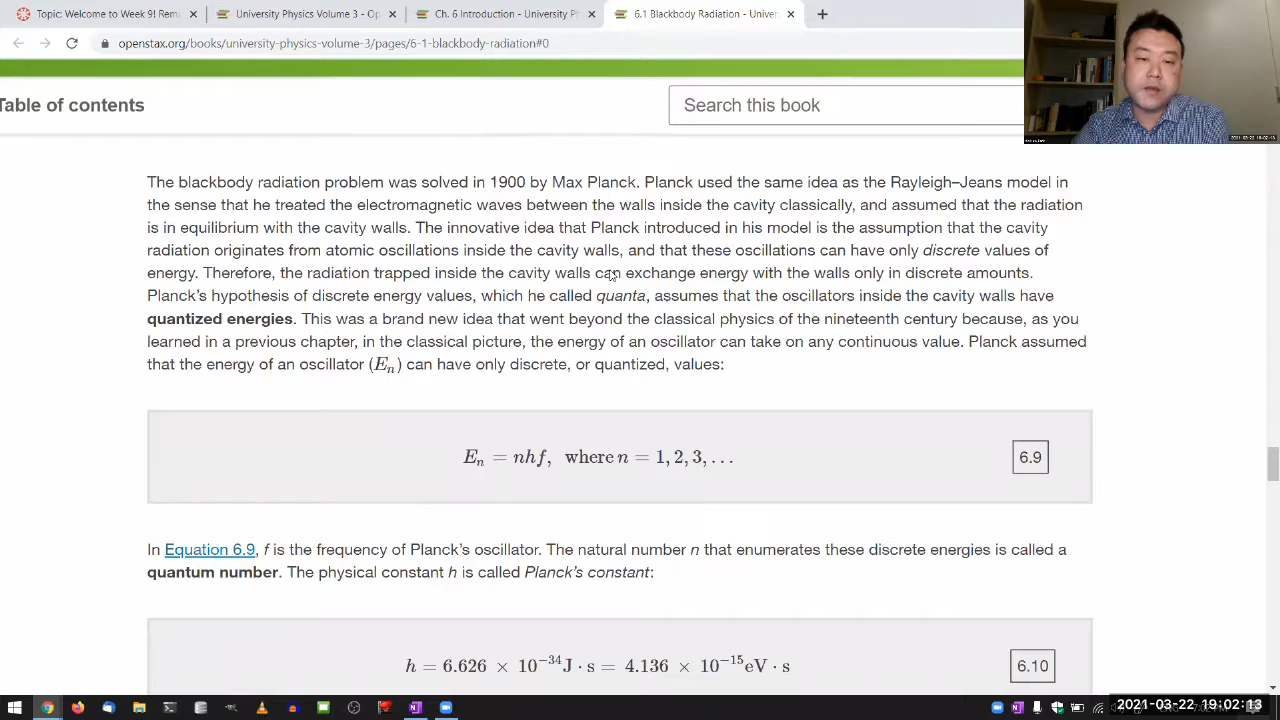 Topic: Welcome to Week 9! Rem
University Physics Volume 3 - Op
Ch. 6 Introduction - University Ph
6.1 Blackbody Radiation - Univer
openstax.org/books/university-physics-volume-3/pages/6-1-blackbody-radiation#0
2021-03-22 19:02:13
Table of contents
Search this book
The blackbody radiation problem was solved in 1900 by Max Planck. Planck used the same idea as the Rayleigh–Jeans model in
the sense that he treated the electromagnetic waves between the walls inside the cavity classically, and assumed that the radiation
is in equilibrium with the cavity walls. The innovative idea that Planck introduced in his model is the assumption that the cavity
radiation originates from atomic oscillations inside the cavity walls, and that these oscillations can have only discrete values of
energy. Therefore, the radiation trapped inside the cavity walls can exchange energy with the walls only in discrete amounts.
Planck's hypothesis of discrete energy values, which he called quanta, assumes that the oscillators inside the cavity walls have
quantized energies. This was a brand new idea that went beyond the classical physics of the nineteenth century because, as you
learned in a previous chapter, in the classical picture, the energy of an oscillator can take on any continuous value. Planck assumed
that the energy of an oscillator (Eₙ) can have only discrete, or quantized, values:
Eₙ = nhf, where n = 1, 2, 3, . . .
6.9
In Equation 6.9, f is the frequency of Planck's oscillator. The natural number n that enumerates these discrete energies is called a
quantum number. The physical constant h is called Planck's constant:
h = 6.626 × 10⁻³⁴J · s = 4.136 × 10⁻¹⁵eV · s
6.10
2021-03-22 19:02:13